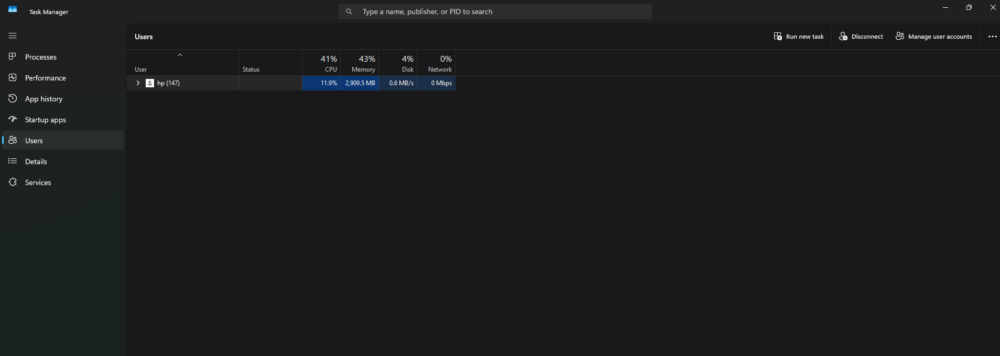 Task Manager
Type a name, publisher, or PID to search
Users
Run new task
Disconnect
Manage user accounts
Processes
Performance
App history
Startup apps
Users
Details
Services
41% 43% 4% 0%
User Status CPU Memory Disk Network
hp (147) 11.9% 2,909.5 MB 0.6 MB/s 0 Mbps